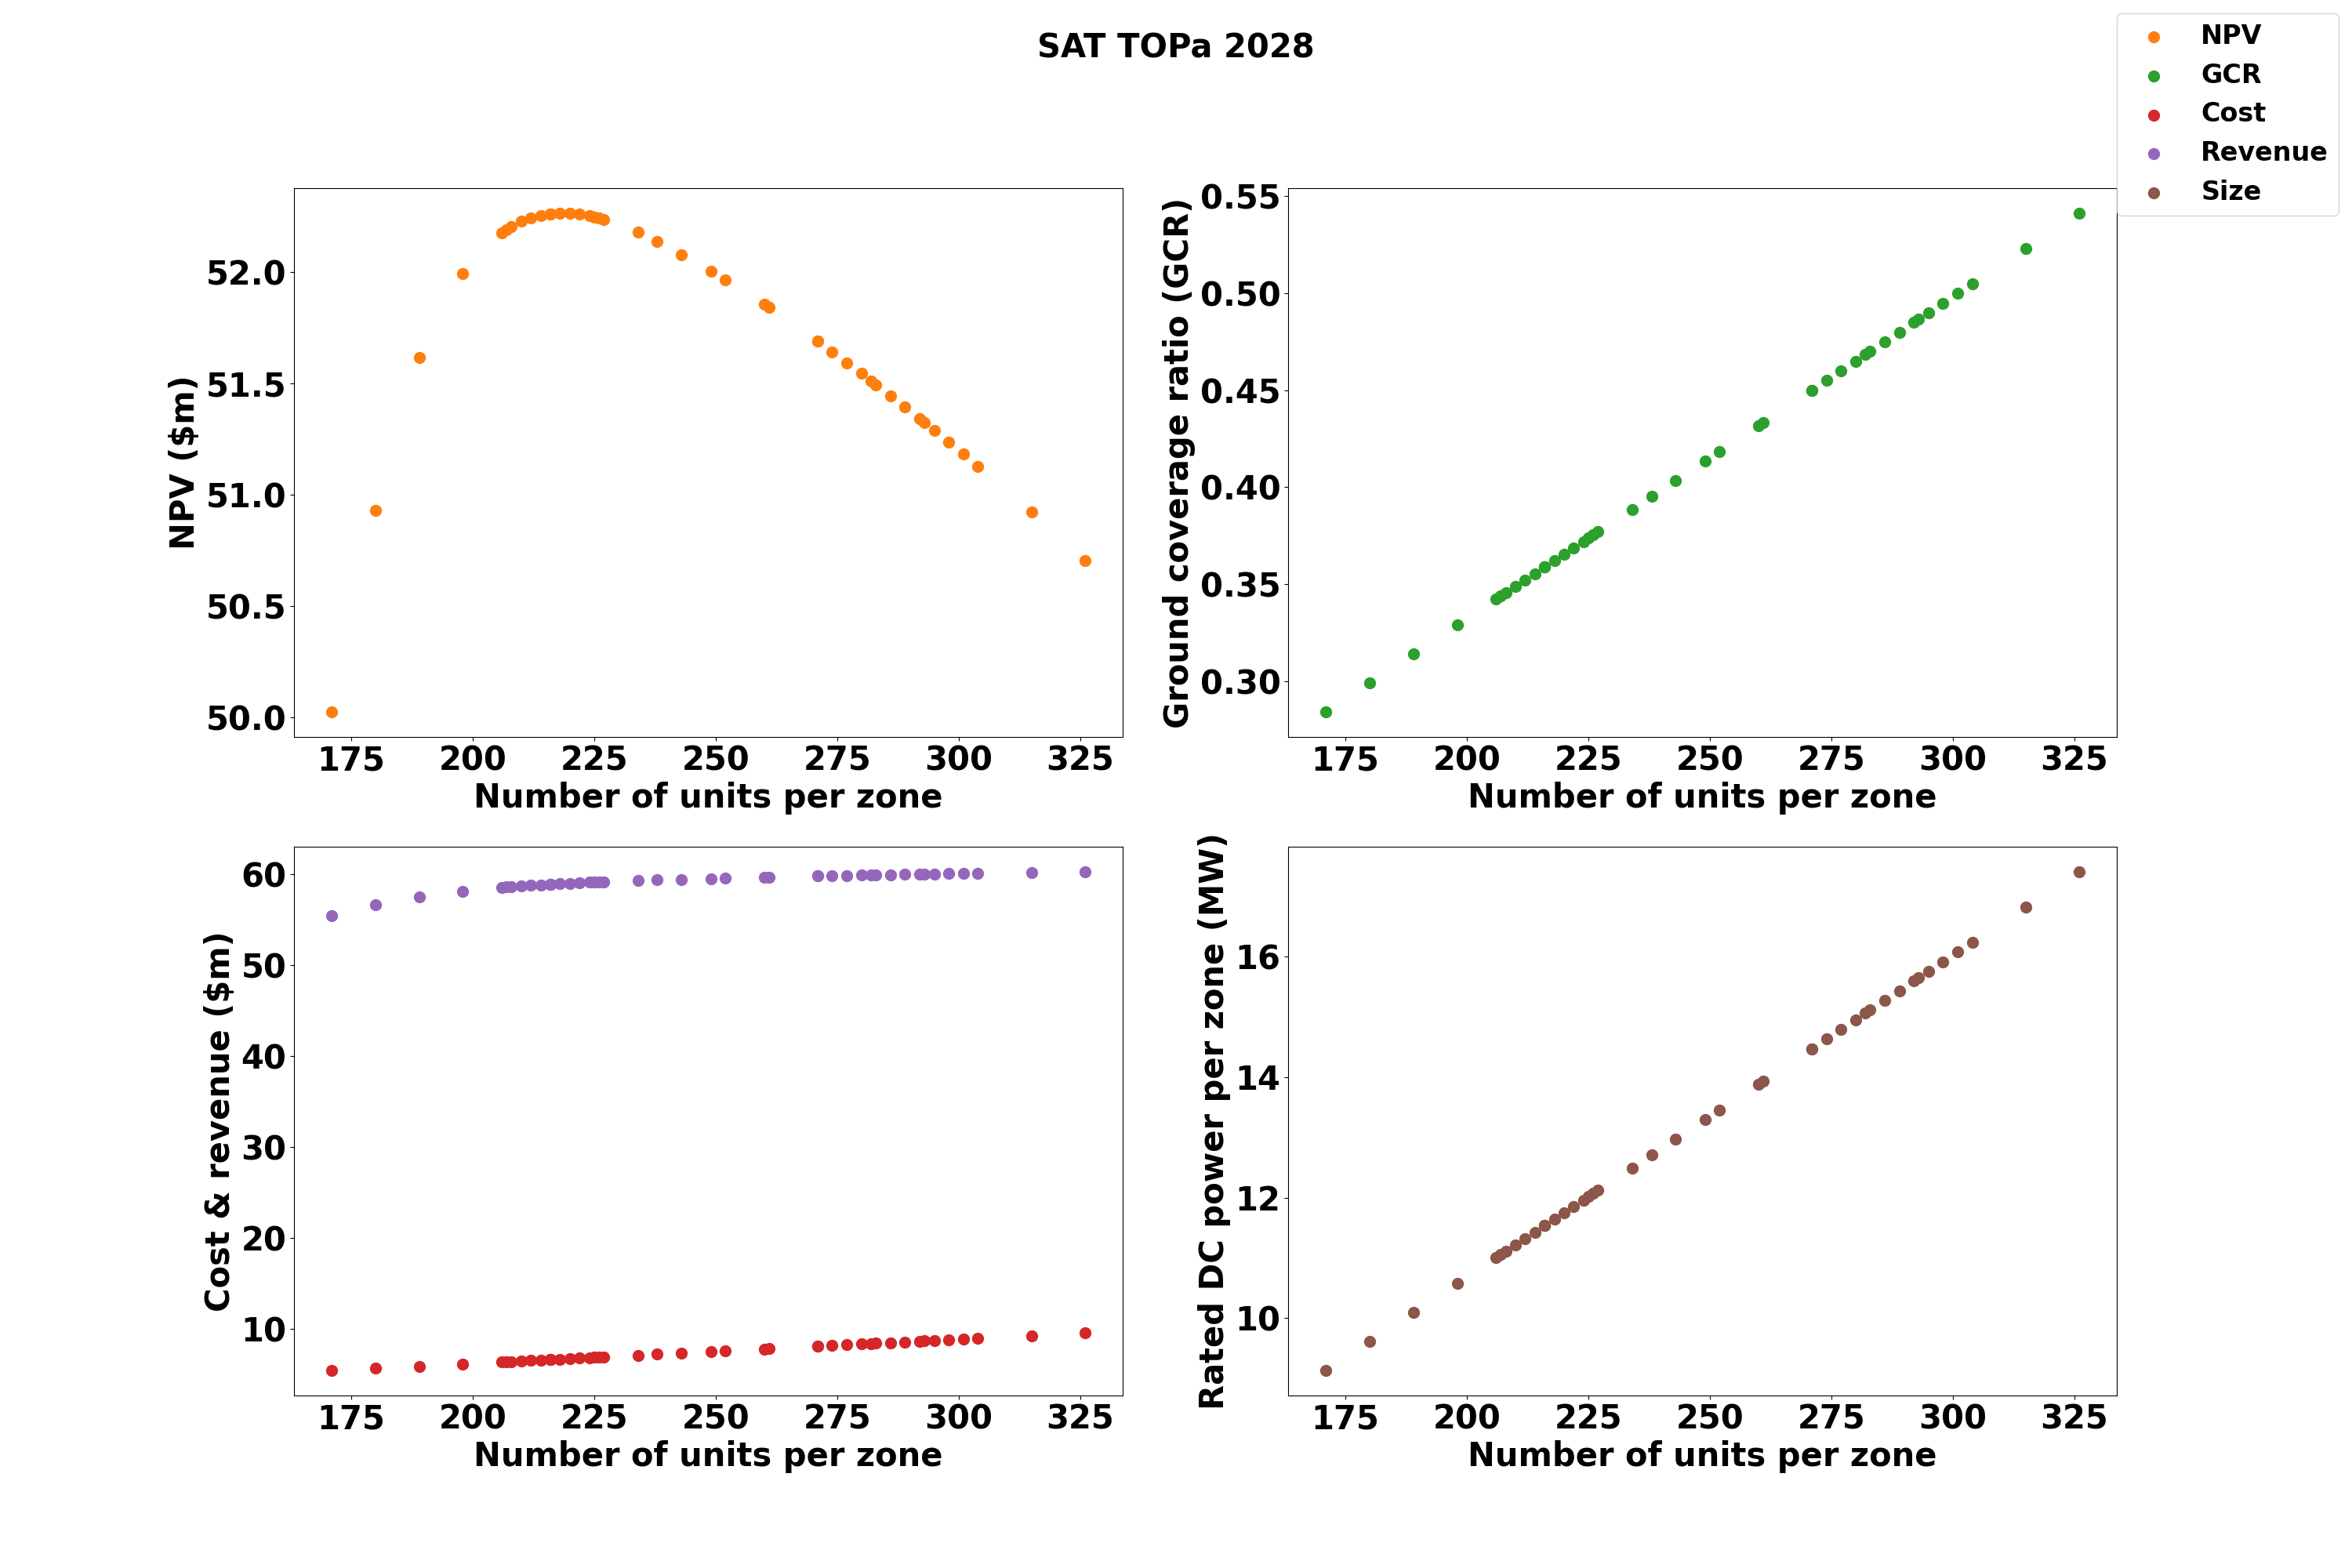 SAT TOPa 2028
NPV
GCR
Cost
Revenue
Size
NPV ($m)
52.0
51.5
51.0
50.5
50.0
175 200 225 250 275 300 325
Number of units per zone
Ground coverage ratio (GCR)
0.55
0.50
0.45
0.40
0.35
0.30
175 200 225 250 275 300 325
Number of units per zone
Cost & revenue ($m)
60
50
40
30
20
10
175 200 225 250 275 300 325
Number of units per zone
Rated DC power per zone (MW)
16
14
12
10
175 200 225 250 275 300 325
Number of units per zone